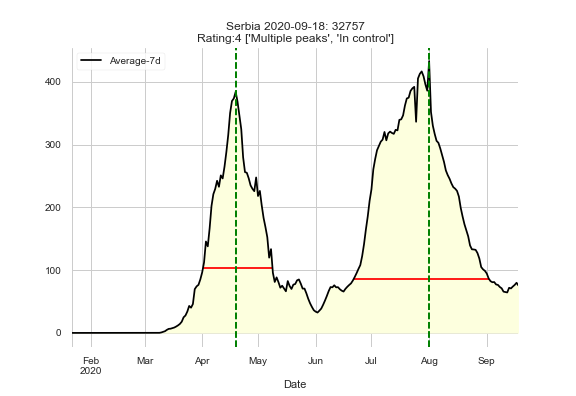 Serbia 2020-09-18: 32757
Rating:4 ['Multiple peaks', 'In control']
Average-7d
400
300
200
100
0
Feb Mar Apr May Jun Jul Aug Sep
2020
Date